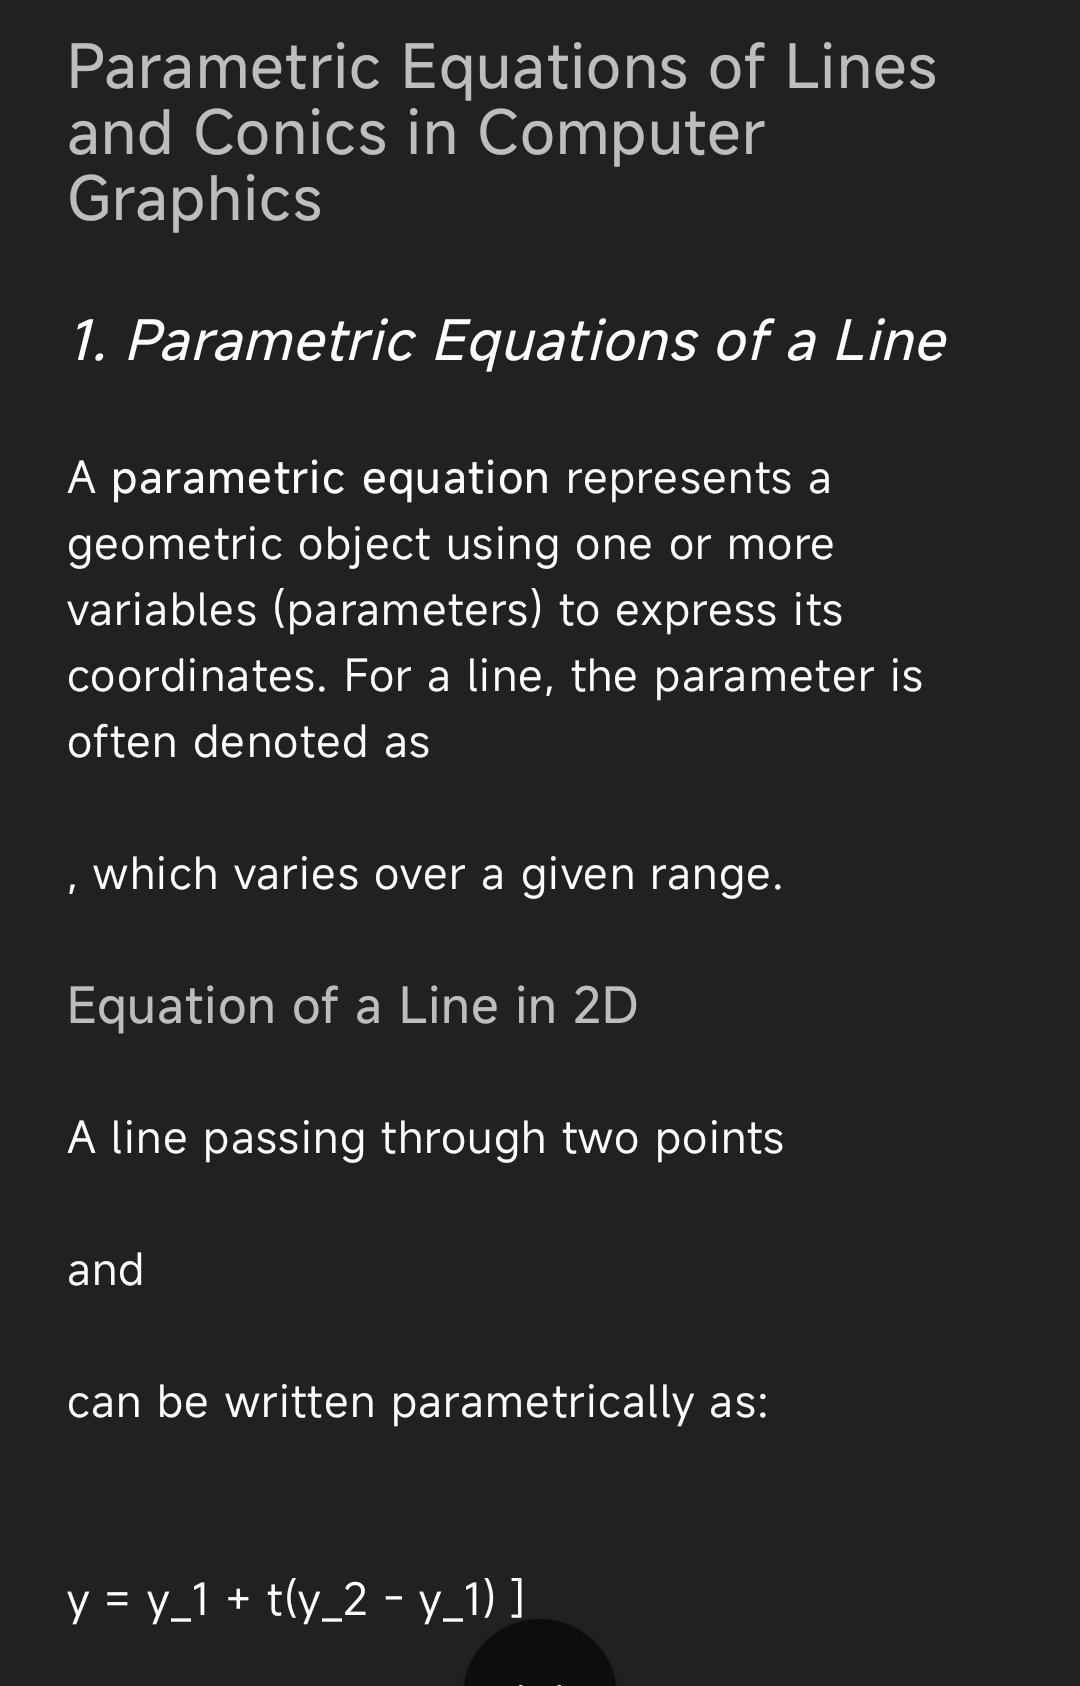 Parametric Equations of Lines
and Conics in Computer
Graphics
1. Parametric Equations of a Line
A parametric equation represents a
geometric object using one or more
variables (parameters) to express its
coordinates. For a line, the parameter is
often denoted as
, which varies over a given range.
Equation of a Line in 2D
A line passing through two points
and
can be written parametrically as:
y = y_1 + t(y_2 - y_1) ]